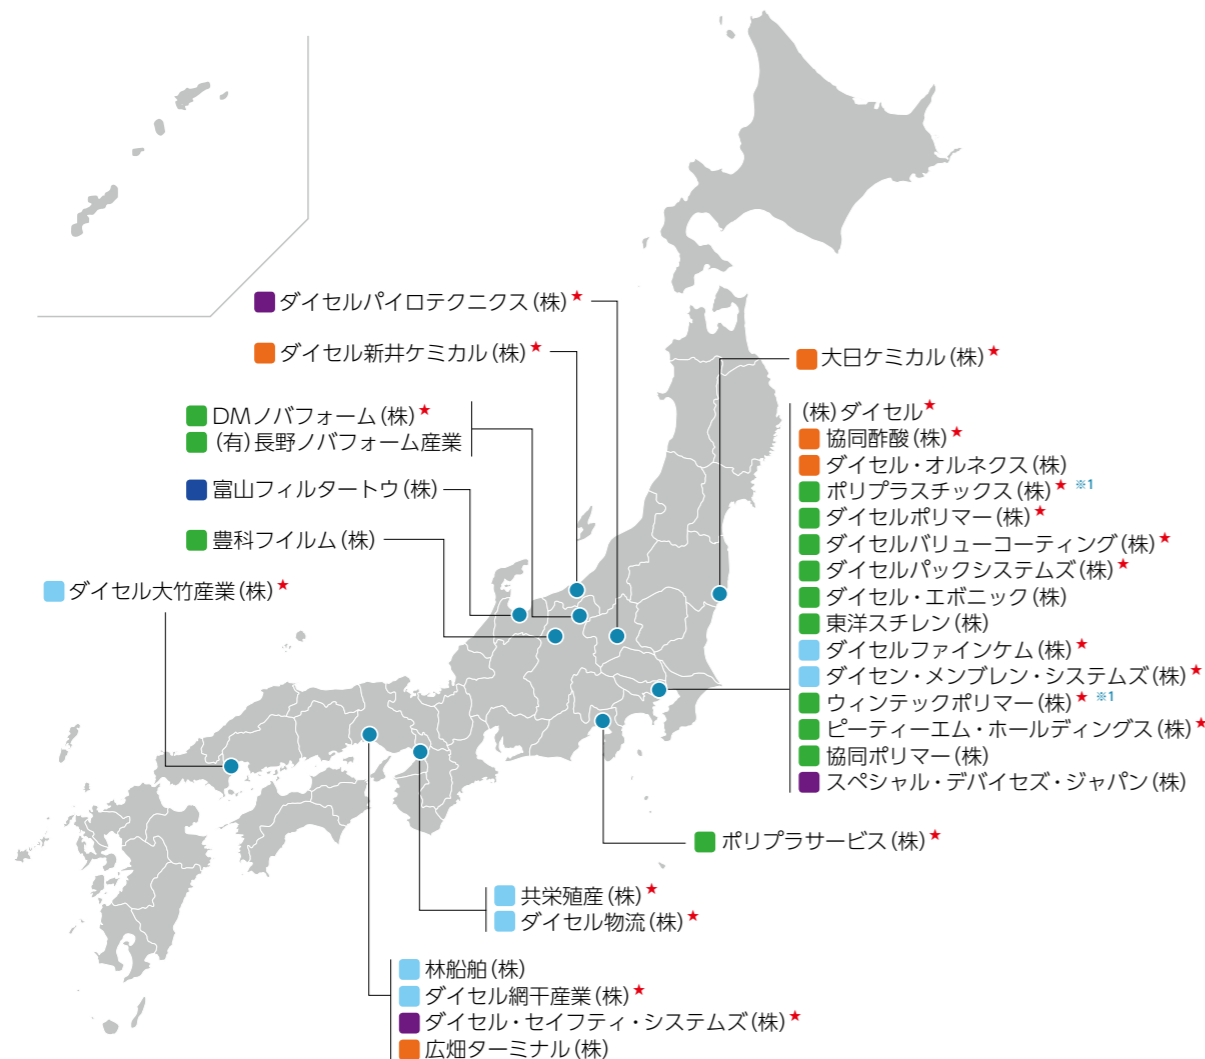 ダイセルパイロテクニクス(株)★
ダイセル新井ケミカル(株)★
DMノバフォーム(株)★
(有)長野ノバフォーム産業
富山フィルタートウ(株)
豊科フイルム(株)
ダイセル大竹産業(株)★
大日ケミカル(株)★
(株)ダイセル★
協同酢酸(株)★
ダイセル・オルネクス(株)
ポリプラスチックス(株)★ ※1
ダイセルポリマー(株)★
ダイセルバリューコーティング(株)★
ダイセルパックシステムズ(株)★
ダイセル・エボニック(株)
東洋スチレン(株)
ダイセルファインケム(株)★
ダイセン・メンブレン・システムズ(株)★
ウィンテックポリマー(株)★ ※1
ピーティーエム・ホールディングス(株)★
協同ポリマー(株)
スペシャル・デバイセズ・ジャパン(株)
ポリプラサービス(株)★
共栄殖産(株)★
ダイセル物流(株)★
林船舶(株)
ダイセル網干産業(株)★
ダイセル・セイフティ・システムズ(株)★
広畑ターミナル(株)